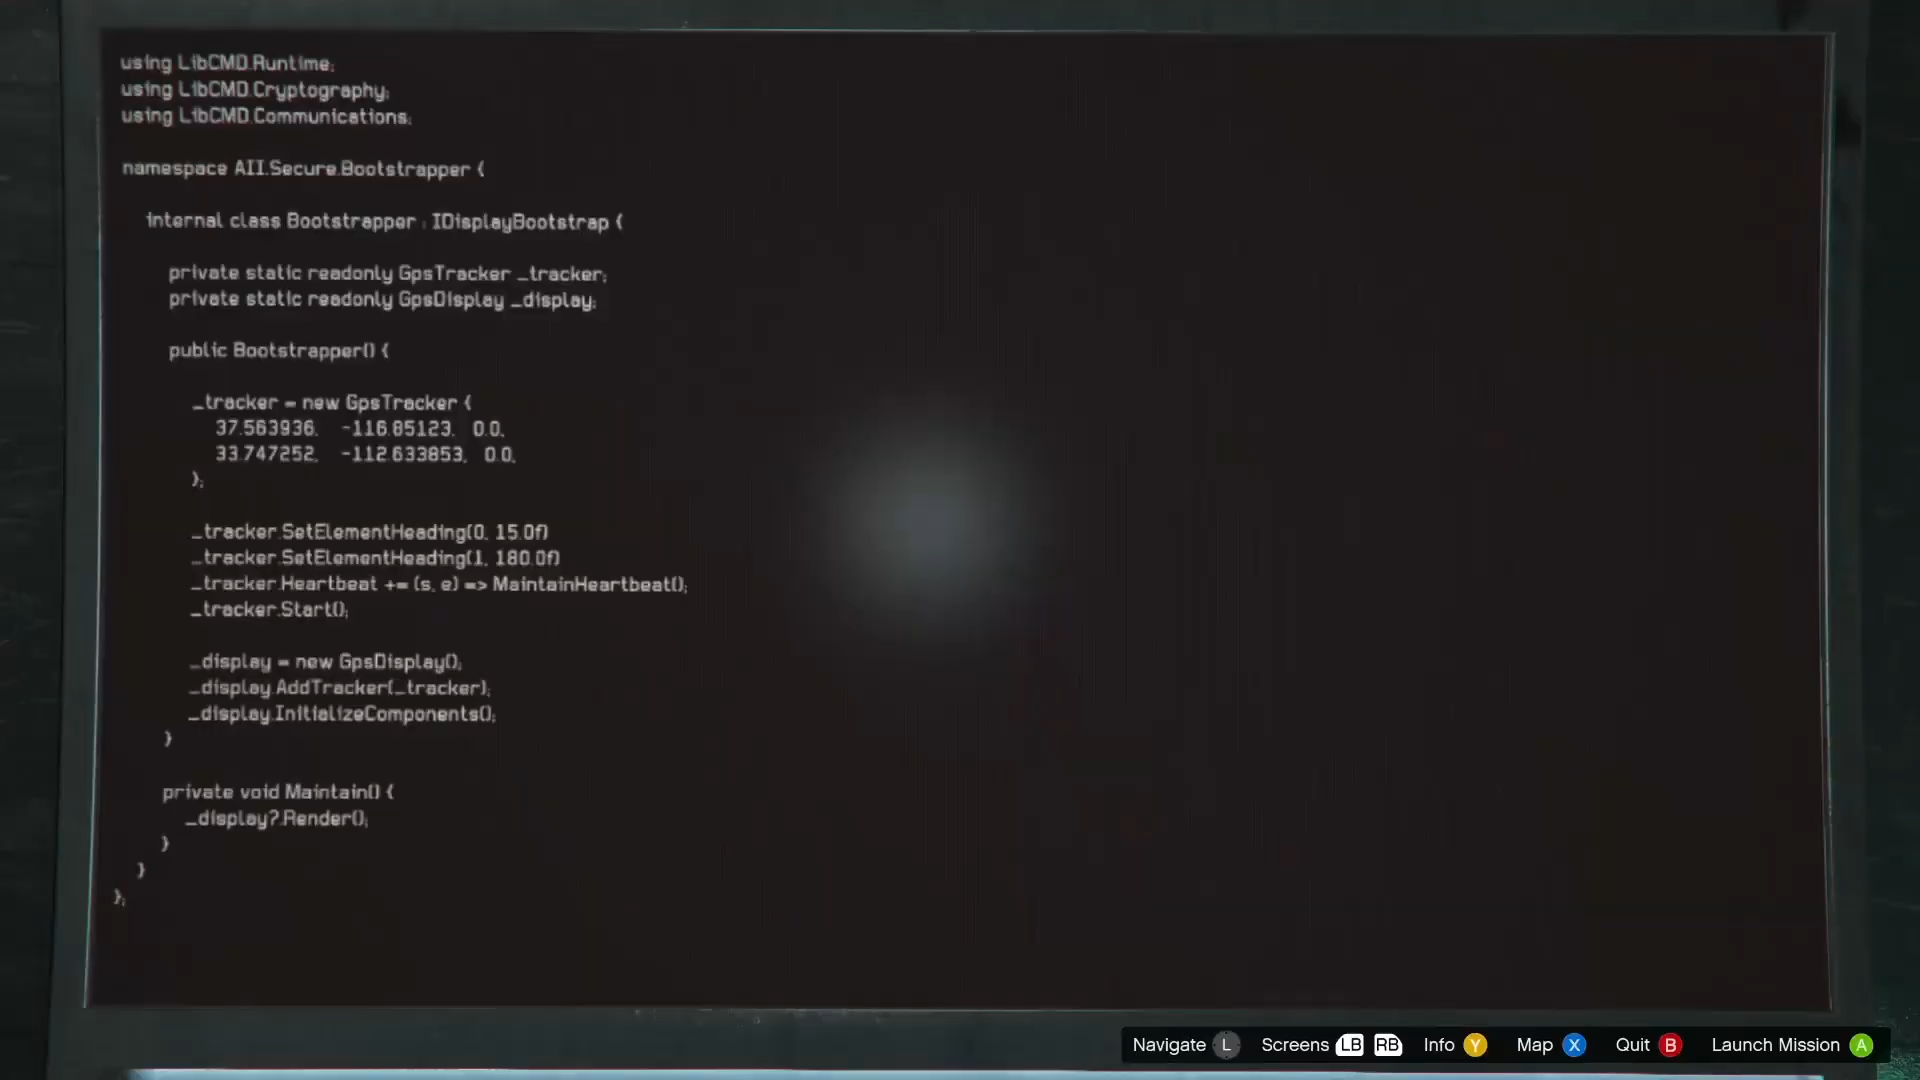 using LibCMD.Runtime;
using LibCMD.Cryptography;
using LibCMD.Communications;
namespace AII.Secure.Bootstrapper {
internal class Bootstrapper : IDisplayBootstrap {
private static readonly GpsTracker _tracker;
private static readonly GpsDisplay _display;
public Bootstrapper() {
_tracker = new GpsTracker {
37.563936, -116.85123, 0.0,
33.747252, -112.633853, 0.0,
};
_tracker.SetElementHeading(0, 15.0f)
_tracker.SetElementHeading(1, 180.0f)
_tracker.Heartbeat += (s, e) => MaintainHeartbeat();
_tracker.Start();
_display = new GpsDisplay();
_display.AddTracker(_tracker);
_display.InitializeComponents();
}
private void Maintain() {
_display?.Render();
}
}
};
Navigate L Screens LB RB Info Y Map X Quit B Launch Mission A